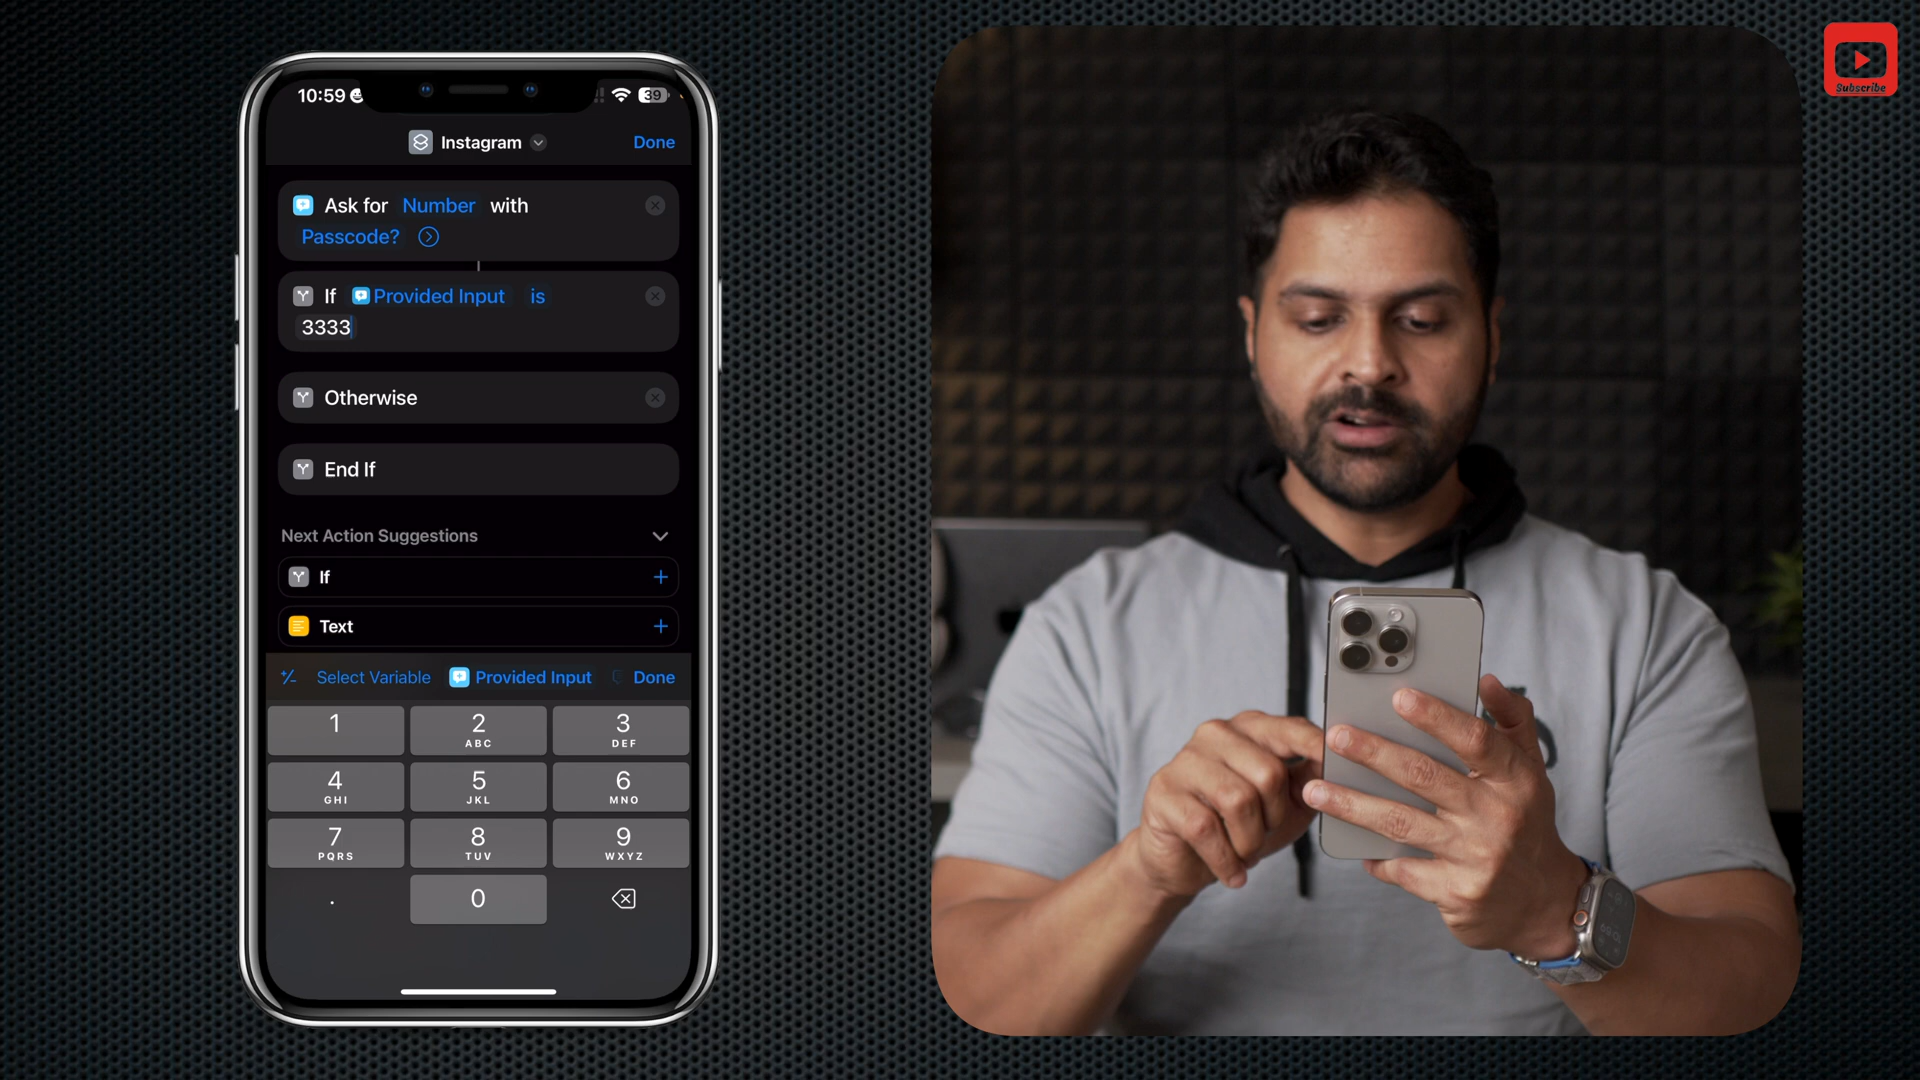 10:59
39
Instagram
Done
Ask for Number with
Passcode?
If Provided Input is
3333
Otherwise
End If
Next Action Suggestions
If
Text
Select Variable Provided Input Done
1 2 3
ABC DEF
4 5 6
GHI JKL MNO
7 8 9
PQRS TUV WXYZ
. 0
Subscribe